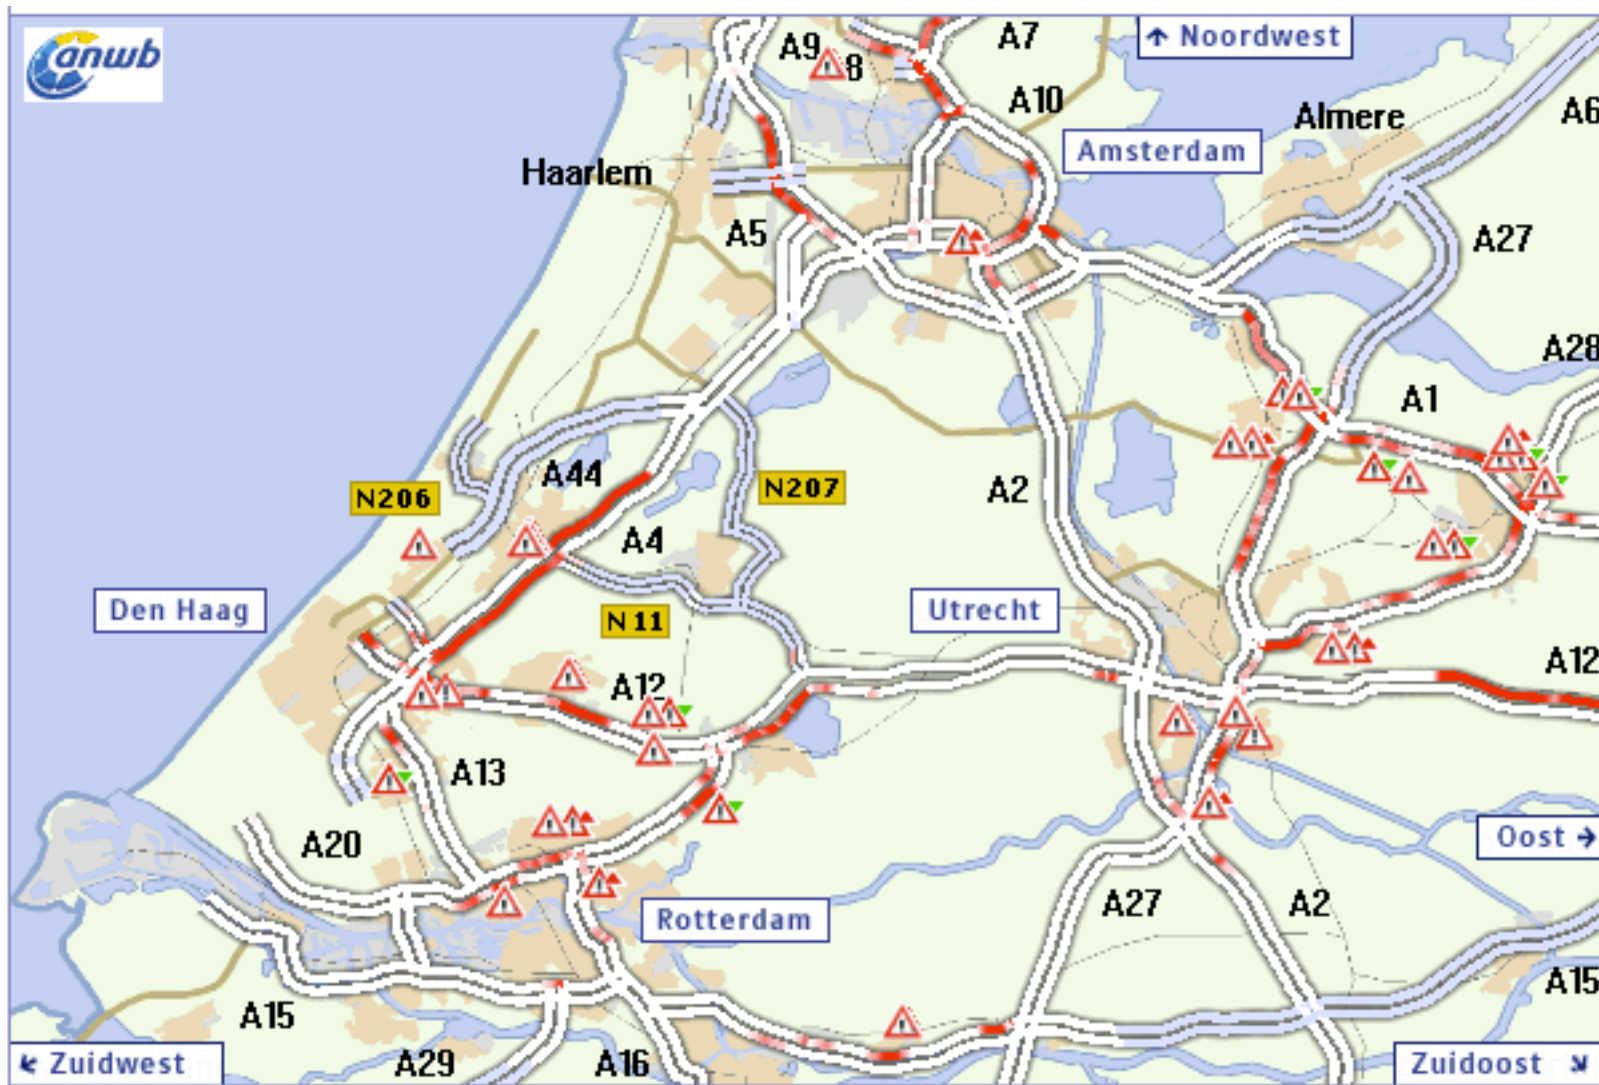 anwb
A9
8
A7
↑ Noordwest
A10
Almere
A6
Amsterdam
Haarlem
A5
A27
A28
A1
A44
N206
N207
A2
A4
Den Haag
Utrecht
N 11
A12
A12
A13
A20
Oost →
A27
A2
Rotterdam
A15
A15
↙ Zuidwest
A29
A16
Zuidoost ↘